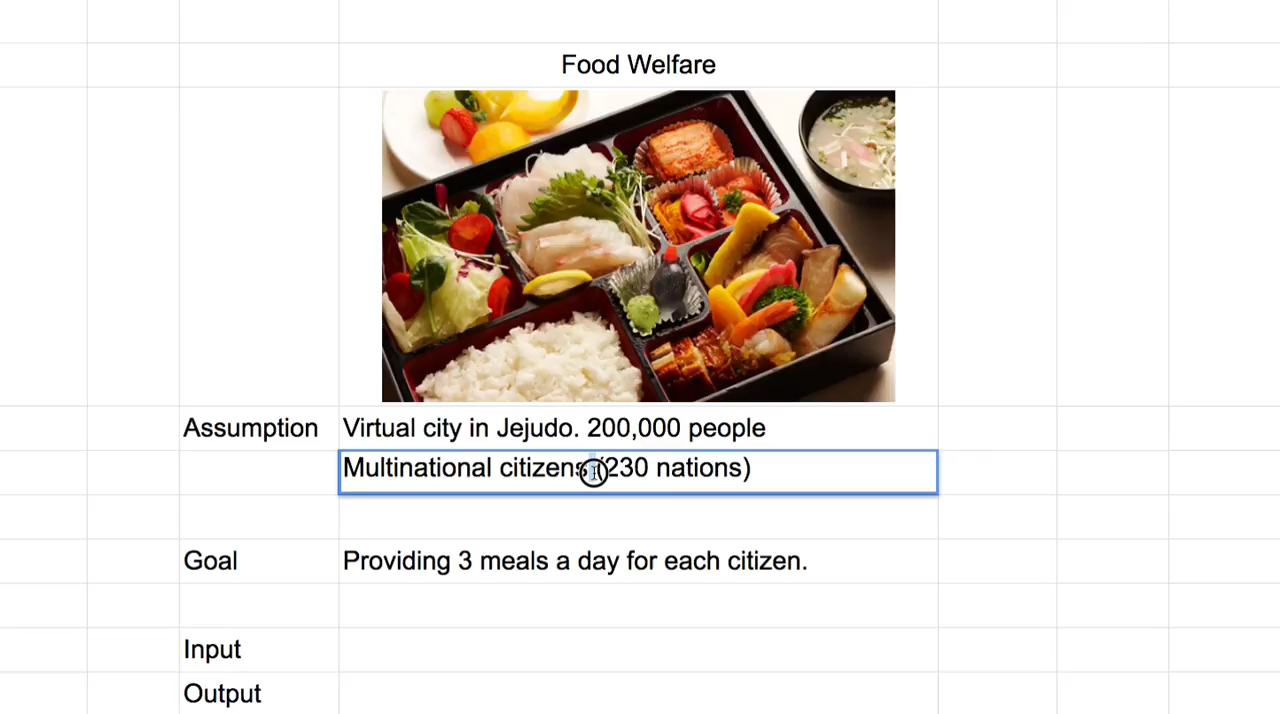 Food Welfare
Assumption Virtual city in Jejudo. 200,000 people
Multinational citizens (230 nations)
Goal Providing 3 meals a day for each citizen.
Input
Output